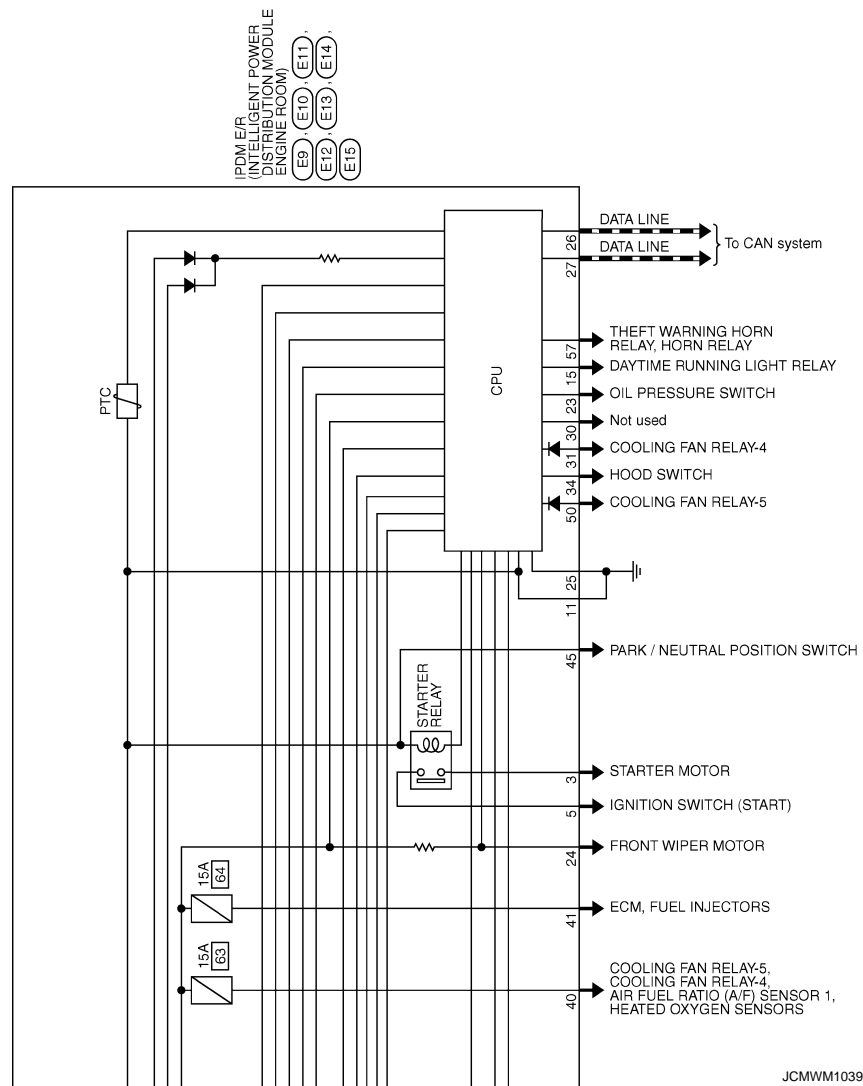 IPDM E/R
(INTELLIGENT POWER
DISTRIBUTION MODULE
ENGINE ROOM)
E9 , E10 , E11 ,
E12 , E13 , E14 ,
E15
26 DATA LINE
27 DATA LINE
To CAN system
57 THEFT WARNING HORN
RELAY, HORN RELAY
15 DAYTIME RUNNING LIGHT RELAY
23 OIL PRESSURE SWITCH
30 Not used
31 COOLING FAN RELAY-4
34 HOOD SWITCH
50 COOLING FAN RELAY-5
CPU
PTC
25
11
45 PARK / NEUTRAL POSITION SWITCH
STARTER
RELAY
3 STARTER MOTOR
5 IGNITION SWITCH (START)
24 FRONT WIPER MOTOR
15A 64
41 ECM, FUEL INJECTORS
15A 63
40 COOLING FAN RELAY-5,
COOLING FAN RELAY-4,
AIR FUEL RATIO (A/F) SENSOR 1,
HEATED OXYGEN SENSORS
JCMWM1039